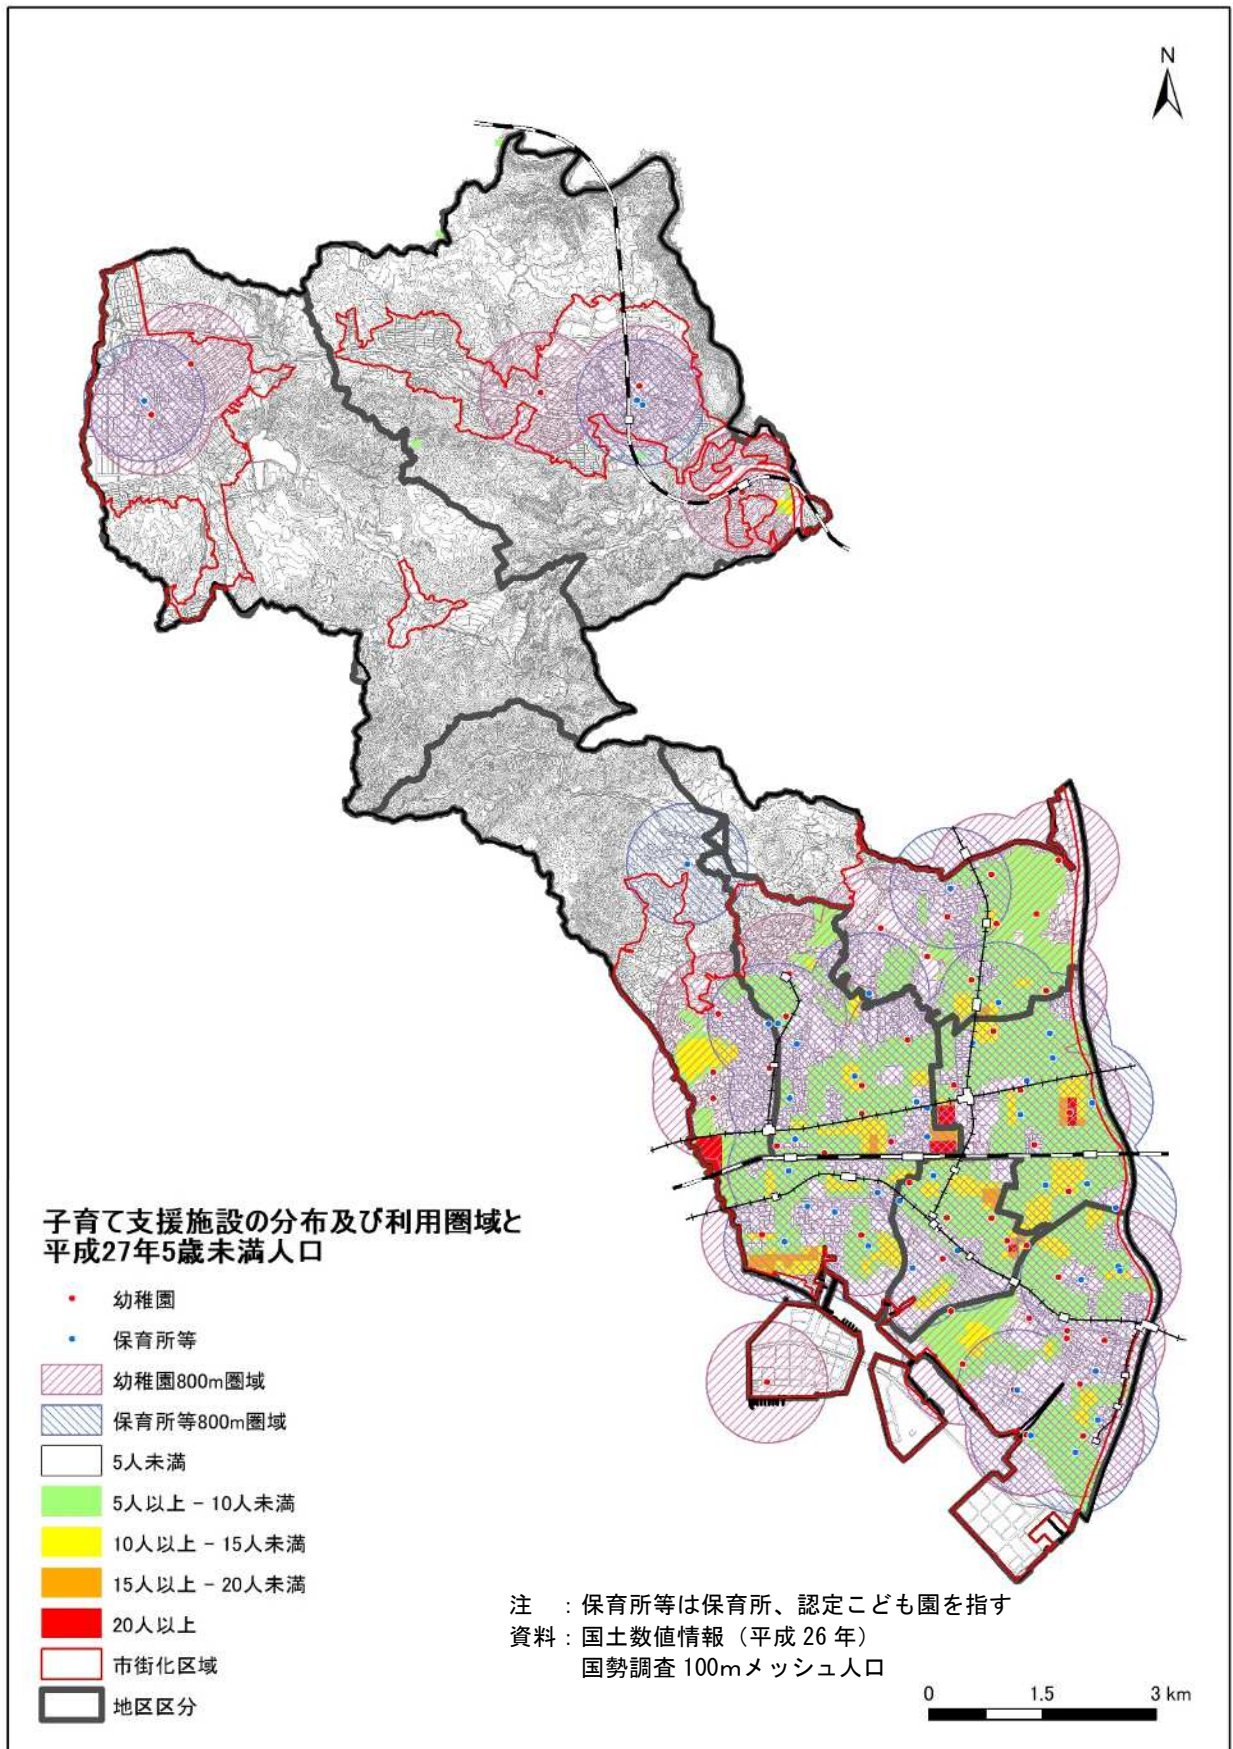 N
子育て支援施設の分布及び利用圏域と
平成27年5歳未満人口
幼稚園
保育所等
幼稚園800m圏域
保育所等800m圏域
5人未満
5人以上 - 10人未満
10人以上 - 15人未満
15人以上 - 20人未満
20人以上
市街化区域
地区区分
注　：保育所等は保育所、認定こども園を指す
資料：国土数値情報（平成 26 年）
国勢調査 100ｍメッシュ人口
0 1.5 3 km